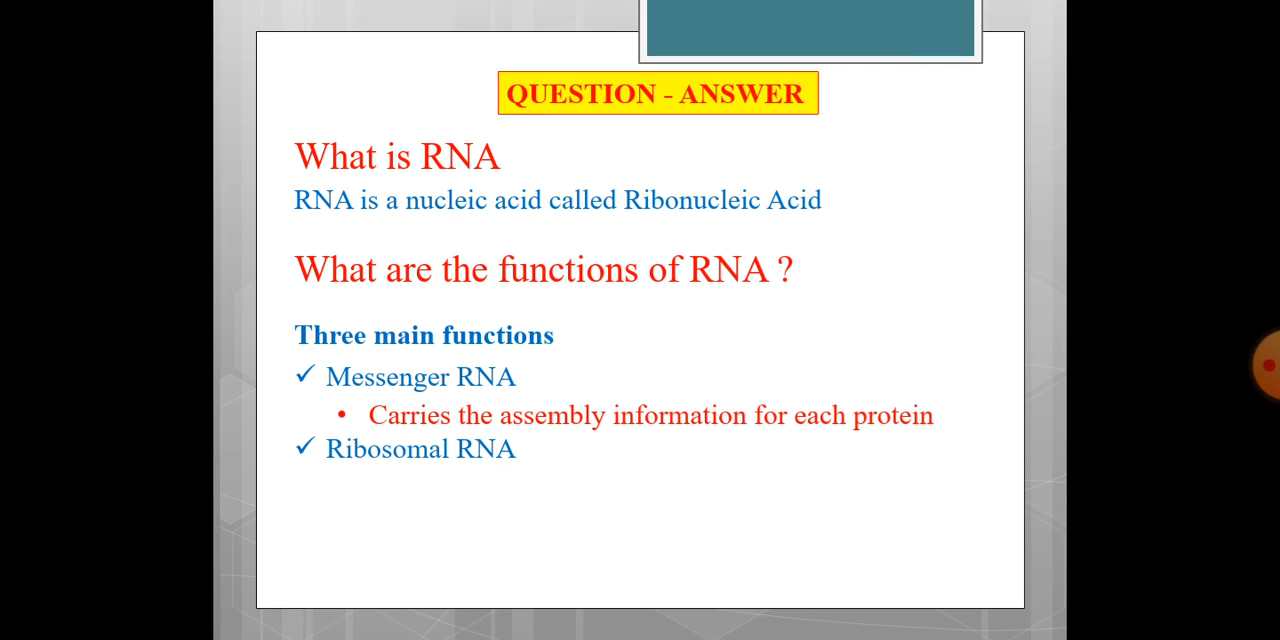 QUESTION - ANSWER
What is RNA
RNA is a nucleic acid called Ribonucleic Acid
What are the functions of RNA ?
Three main functions
✓ Messenger RNA
• Carries the assembly information for each protein
✓ Ribosomal RNA